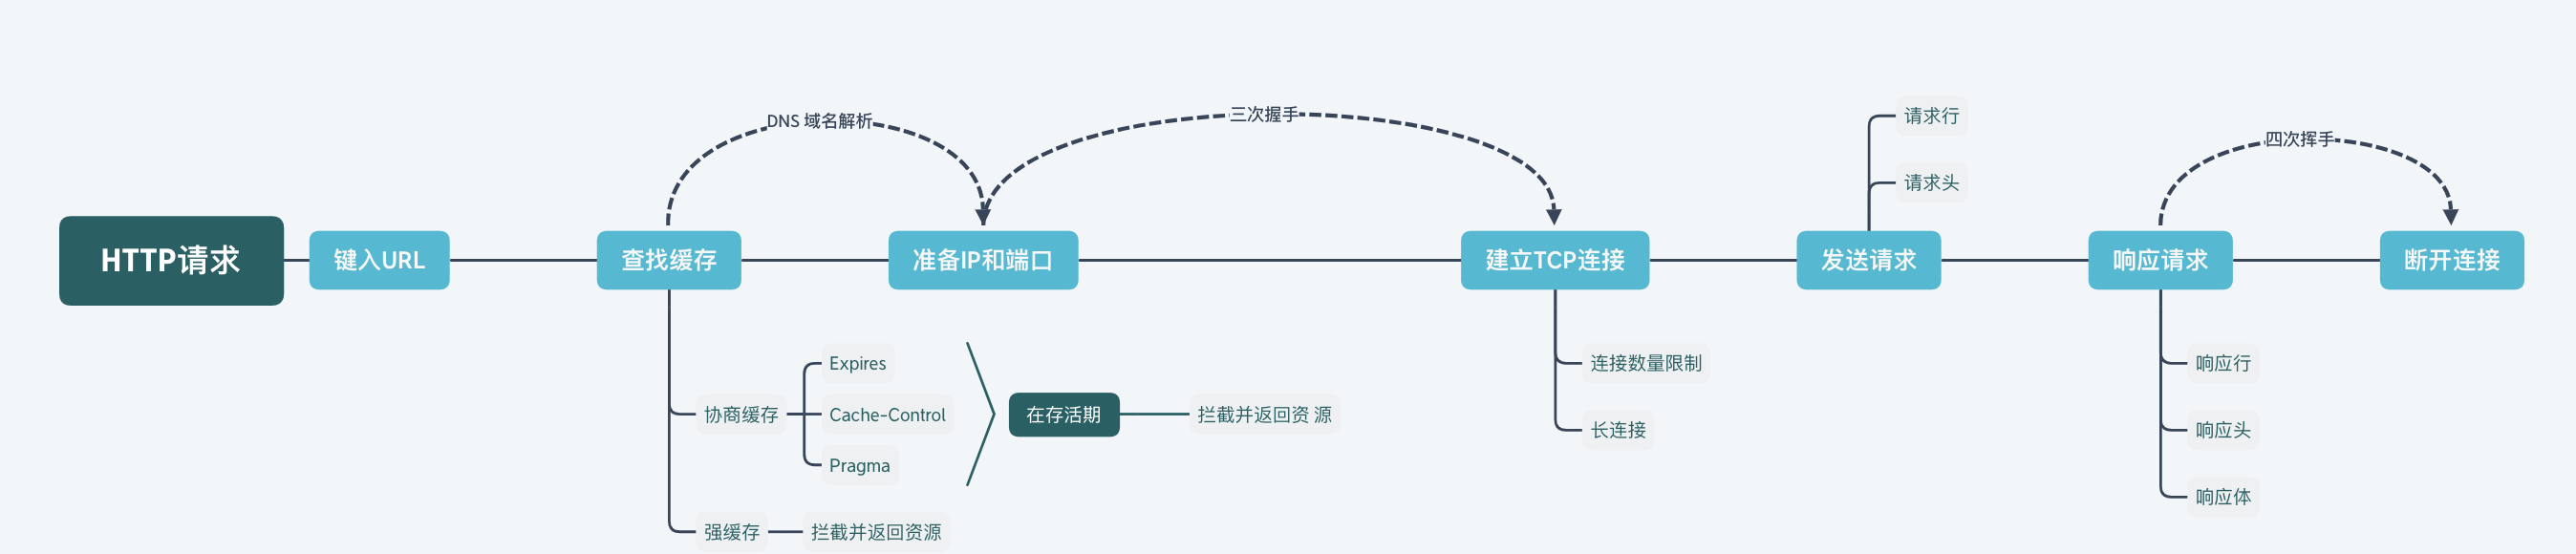 HTTP请求
键入URL
查找缓存
DNS 域名解析
准备IP和端口
三次握手
建立TCP连接
发送请求
请求行
请求头
响应请求
四次挥手
断开连接
协商缓存
Expires
Cache-Control
Pragma
在存活期
拦截并返回资 源
强缓存
拦截并返回资源
连接数量限制
长连接
响应行
响应头
响应体